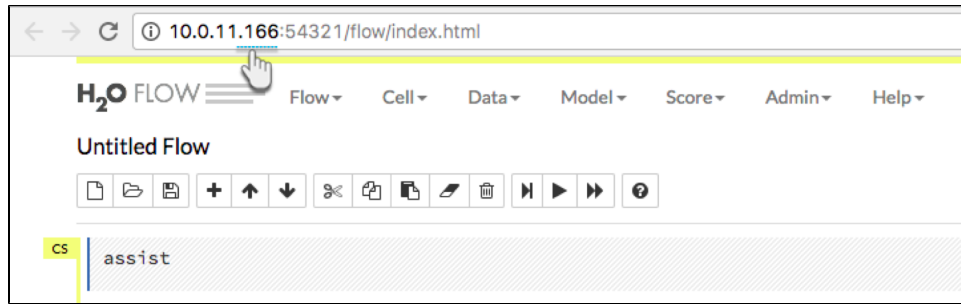 10.0.11.166:54321/flow/index.html
H2O FLOW Flow Cell Data Model Score Admin Help
Untitled Flow
CS
assist